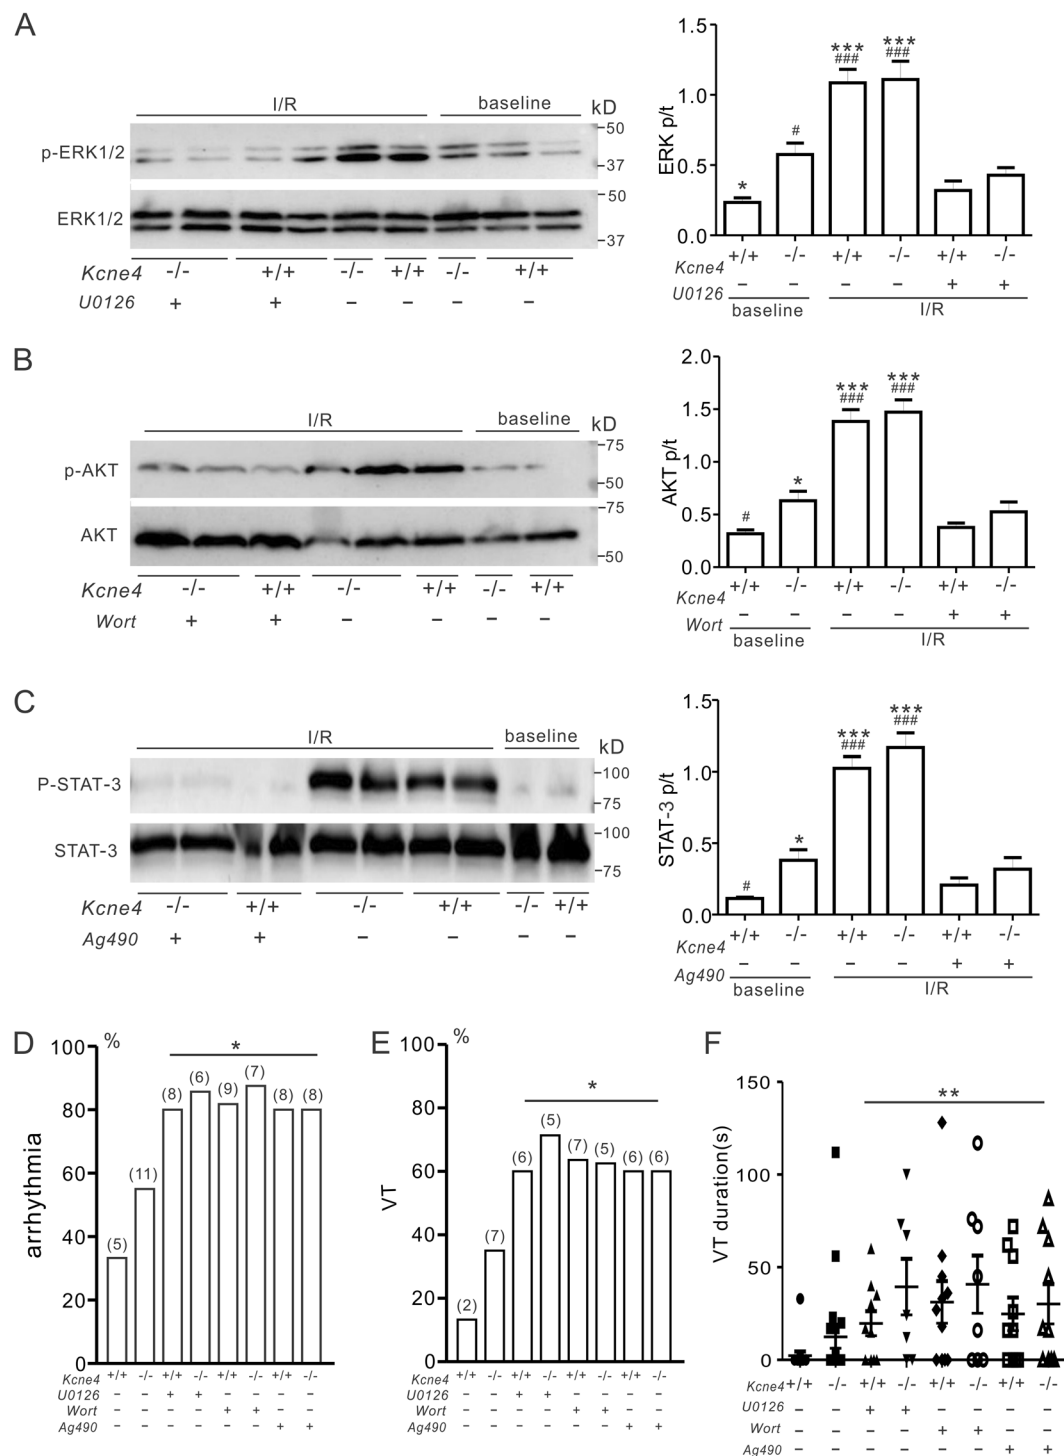 A
I/R
baseline
kD
p-ERK1/2
50
37
ERK1/2
50
37
Kcne4 -/- +/+ -/- +/+ -/- +/+
U0126 + + – – – –
ERK p/t
1.5
1.0
0.5
0.0
*
#
***
###
***
###
Kcne4 +/+ -/- +/+ -/- +/+ -/-
U0126 – – – – + +
baseline I/R
B
I/R
baseline
kD
p-AKT
75
50
AKT
75
50
Kcne4 -/- +/+ -/- +/+ -/- +/+
Wort + + – – – –
AKT p/t
2.0
1.5
1.0
0.5
0.0
#
*
***
###
***
###
Kcne4 +/+ -/- +/+ -/- +/+ -/-
Wort – – – – + +
baseline I/R
C
I/R
baseline
kD
P-STAT-3
100
75
STAT-3
100
75
Kcne4 -/- +/+ -/- +/+ -/- +/+
Ag490 + + – – – –
STAT-3 p/t
1.5
1.0
0.5
0.0
#
*
***
###
***
###
Kcne4 +/+ -/- +/+ -/- +/+ -/-
Ag490 – – – – + +
baseline I/R
D
%
arrhythmia
100
80
60
40
20
0
*
(5) (11) (8) (6) (9) (7) (8) (8)
Kcne4 +/+ -/- +/+ -/- +/+ -/- +/+ -/-
U0126 – – + + – – – –
Wort – – – – + + – –
Ag490 – – – – – – + +
E
%
VT
100
80
60
40
20
0
*
(2) (7) (6) (5) (7) (5) (6) (6)
Kcne4 +/+ -/- +/+ -/- +/+ -/- +/+ -/-
U0126 – – + + – – – –
Wort – – – – + + – –
Ag490 – – – – – – + +
F
VT duration(s)
150
100
50
0
**
Kcne4 +/+ -/- +/+ -/- +/+ -/- +/+ -/-
U0126 – – + + – – – –
Wort – – – – + + – –
Ag490 – – – – – – + +